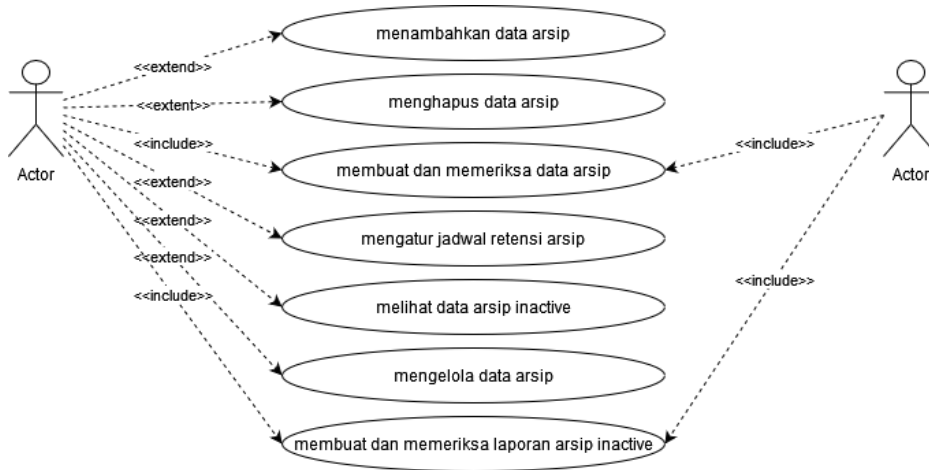 menambahkan data arsip
<<extend>>
menghapus data arsip
<<extent>>
<<include>>
<<include>>
membuat dan memeriksa data arsip
Actor
Actor
<<extend>>
<<extend>>
mengatur jadwal retensi arsip
<<extend>>
<<include>>
<<include>>
melihat data arsip inactive
mengelola data arsip
membuat dan memeriksa laporan arsip inactive